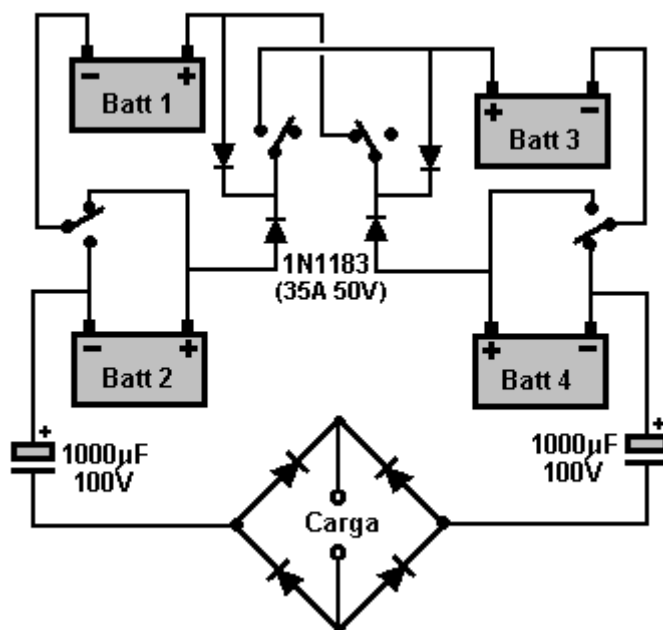 - +
Batt 1
+ -
Batt 3
1N1183
(35A 50V)
- +
Batt 2
+ -
Batt 4
+
1000µF
100V
+
1000µF
100V
Carga